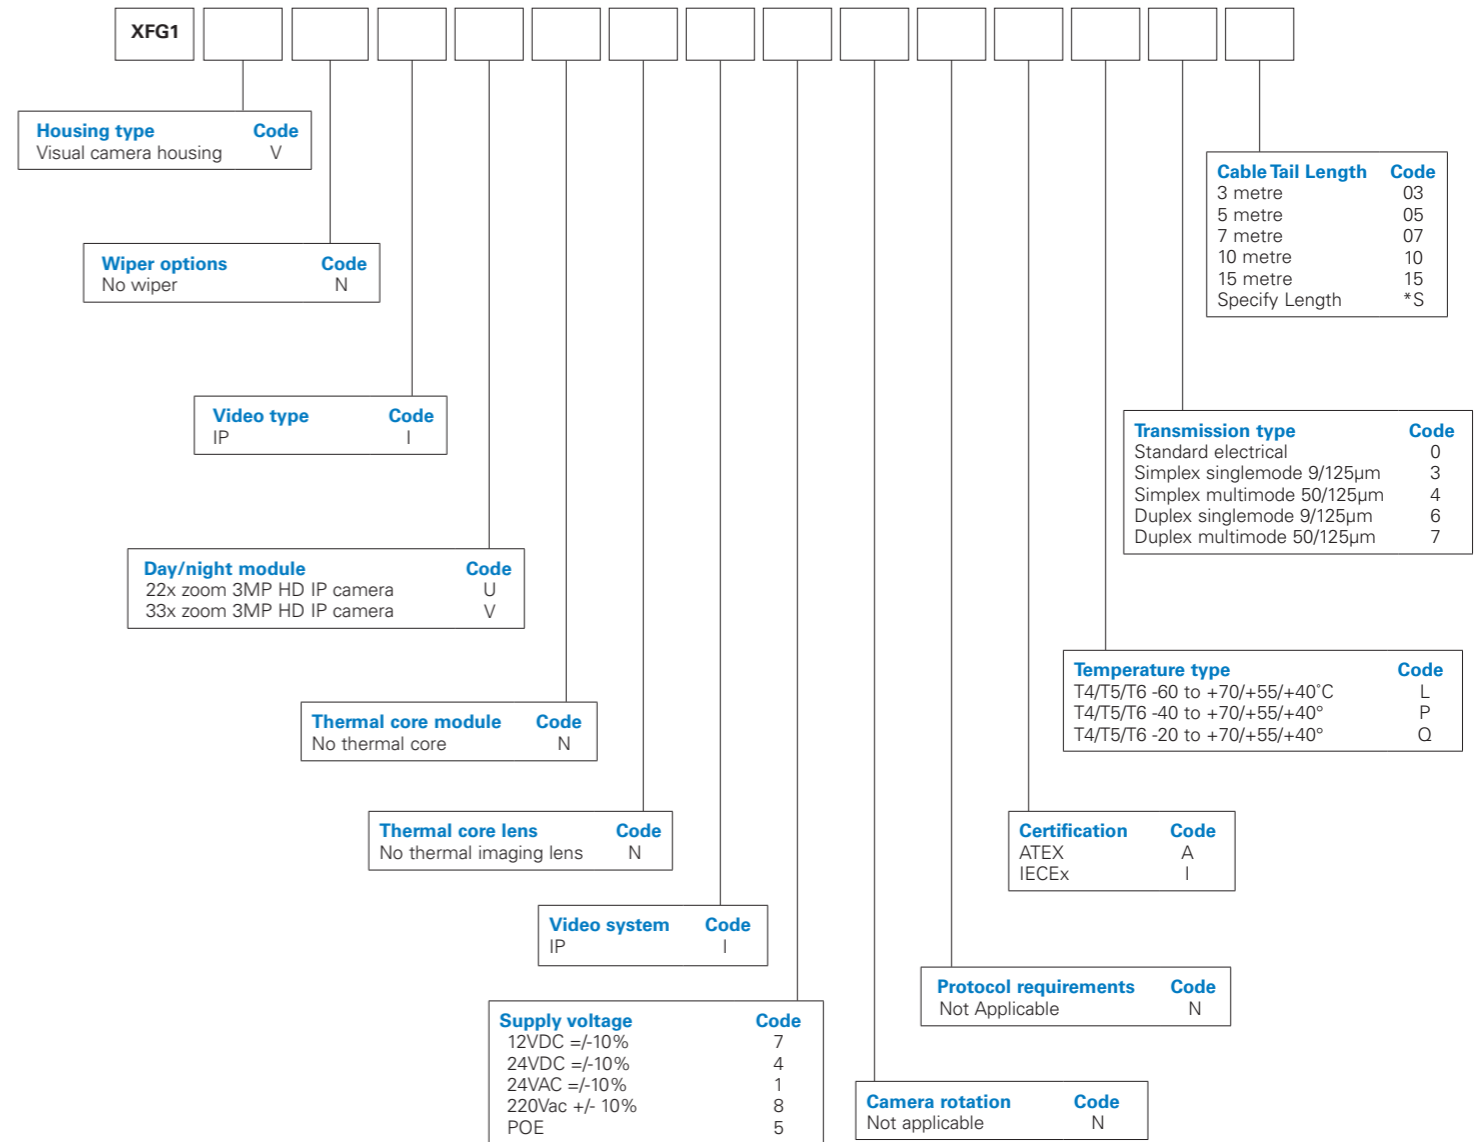 XFG1
Housing type Code
Visual camera housing V
Wiper options Code
No wiper N
Video type Code
IP I
Day/night module Code
22x zoom 3MP HD IP camera U
33x zoom 3MP HD IP camera V
Thermal core module Code
No thermal core N
Thermal core lens Code
No thermal imaging lens N
Video system Code
IP I
Supply voltage Code
12VDC =/-10% 7
24VDC =/-10% 4
24VAC =/-10% 1
220Vac +/- 10% 8
POE 5
Camera rotation Code
Not applicable N
Protocol requirements Code
Not Applicable N
Certification Code
ATEX A
IECEx I
Temperature type Code
T4/T5/T6 -60 to +70/+55/+40˚C L
T4/T5/T6 -40 to +70/+55/+40° P
T4/T5/T6 -20 to +70/+55/+40° Q
Transmission type Code
Standard electrical 0
Simplex singlemode 9/125µm 3
Simplex multimode 50/125µm 4
Duplex singlemode 9/125µm 6
Duplex multimode 50/125µm 7
Cable Tail Length Code
3 metre 03
5 metre 05
7 metre 07
10 metre 10
15 metre 15
Specify Length *S